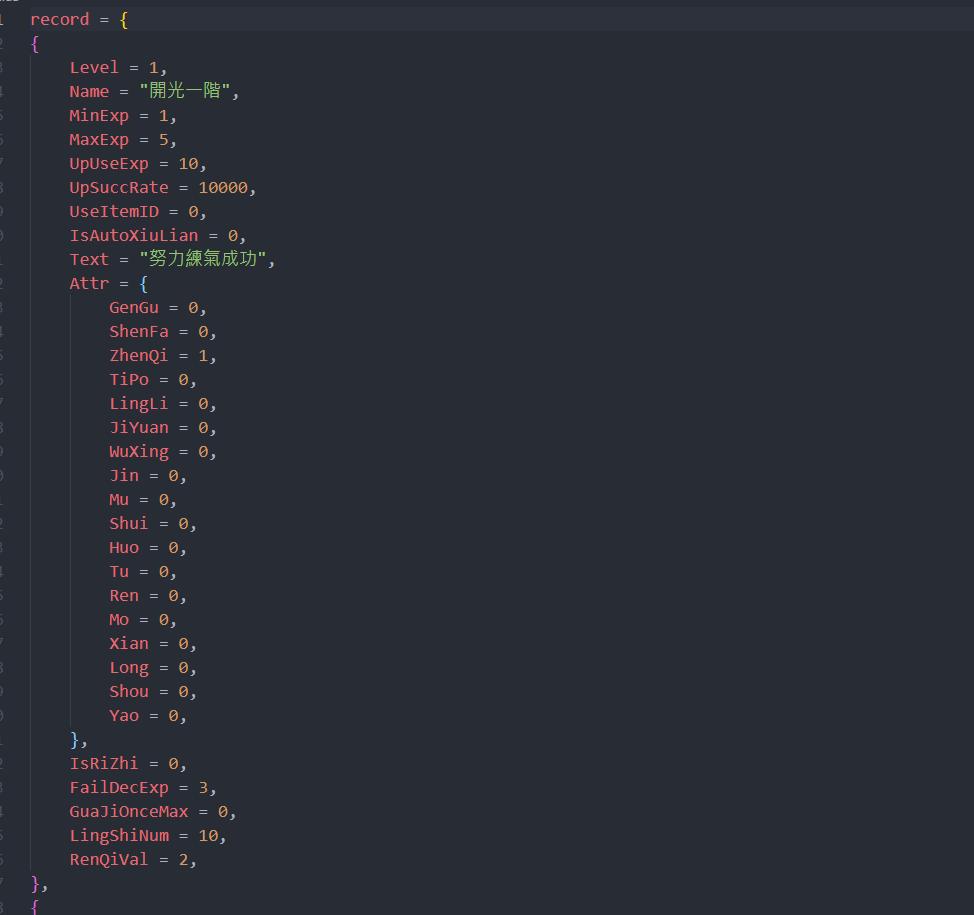 record = {
{
Level = 1,
Name = "開光一階",
MinExp = 1,
MaxExp = 5,
UpUseExp = 10,
UpSuccRate = 10000,
UseItemID = 0,
IsAutoXiuLian = 0,
Text = "努力練氣成功",
Attr = {
GenGu = 0,
ShenFa = 0,
ZhenQi = 1,
TiPo = 0,
LingLi = 0,
JiYuan = 0,
WuXing = 0,
Jin = 0,
Mu = 0,
Shui = 0,
Huo = 0,
Tu = 0,
Ren = 0,
Mo = 0,
Xian = 0,
Long = 0,
Shou = 0,
Yao = 0,
},
IsRiZhi = 0,
FailDecExp = 3,
GuaJiOnceMax = 0,
LingShiNum = 10,
RenQiVal = 2,
},
{